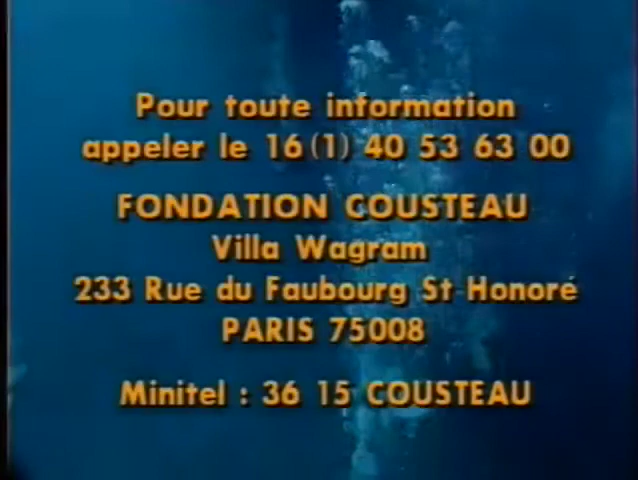 Pour toute information
appeler le 16 (1) 40 53 63 00
FONDATION COUSTEAU
Villa Wagram
233 Rue du Faubourg St Honoré
PARIS 75008
Minitel : 36 15 COUSTEAU